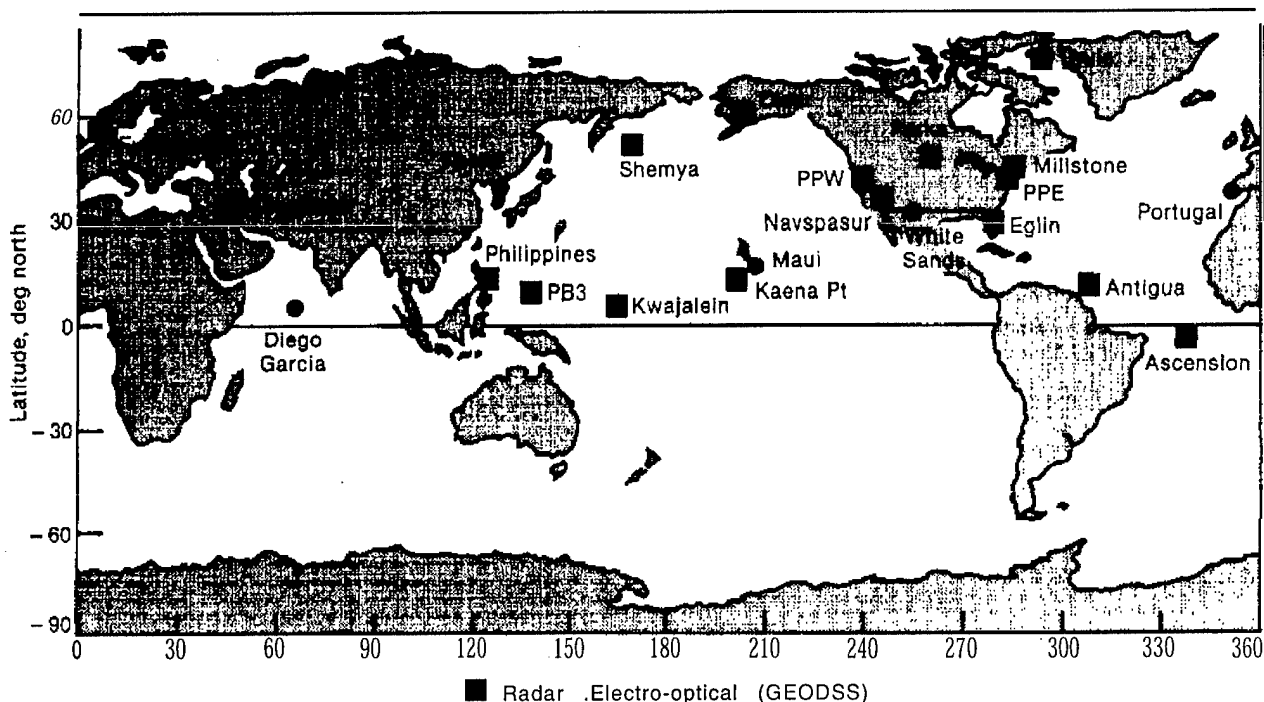 Latitude, deg north
60
30
0
– 30
– 60
– 90
Shemya
PPW
Millstone
PPE
Navspasur
White
Sands
Eglin
Portugal
Philippines
PB3
Kwajalein
Maui
Kaena Pt
Antigua
Diego
Garcia
Ascension
0 30 60 90 120 150 180 210 240 270 300 330 360
Radar .Electro-optical (GEODSS)